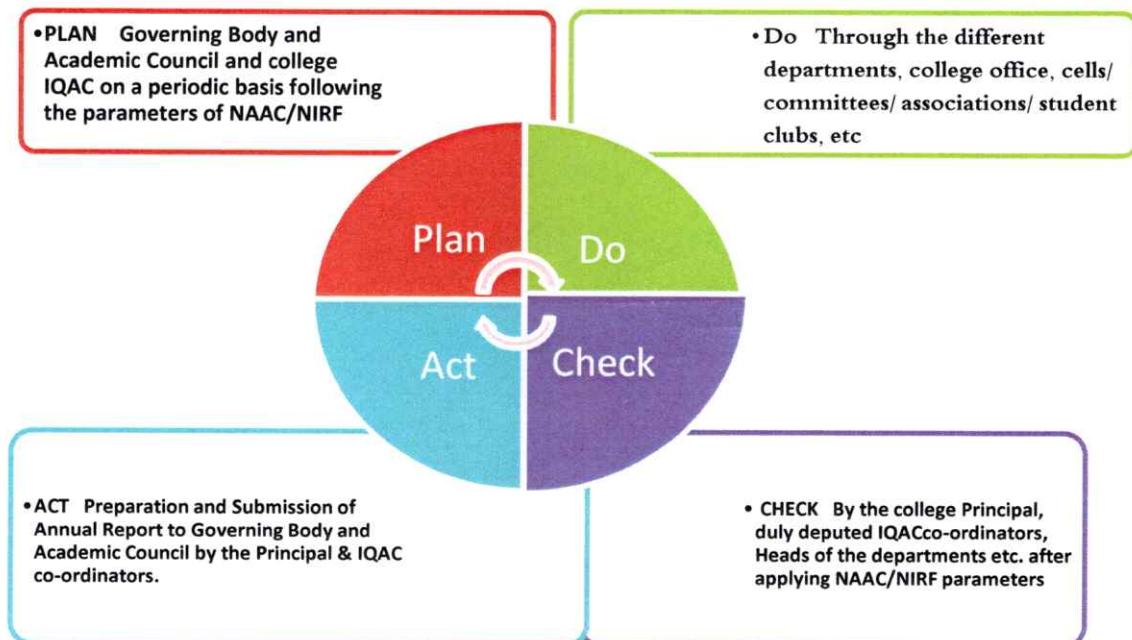 •PLAN Governing Body and
Academic Council and college
IQAC on a periodic basis following
the parameters of NAAC/NIRF
•Do Through the different
departments, college office, cells/
committees/ associations/ student
clubs, etc
Plan
Do
Act
Check
•ACT Preparation and Submission of
Annual Report to Governing Body and
Academic Council by the Principal & IQAC
co-ordinators.
• CHECK By the college Principal,
duly deputed IQACco-ordinators,
Heads of the departments etc. after
applying NAAC/NIRF parameters